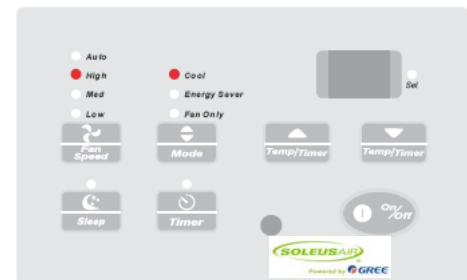 Auto
High
Med
Low
Cool
Energy Saver
Fan Only
Set
Fan
Speed
Mode
Temp/Timer
Temp/Timer
Sleep
Timer
On/Off
SOLEUSAIR
Powered by GREE